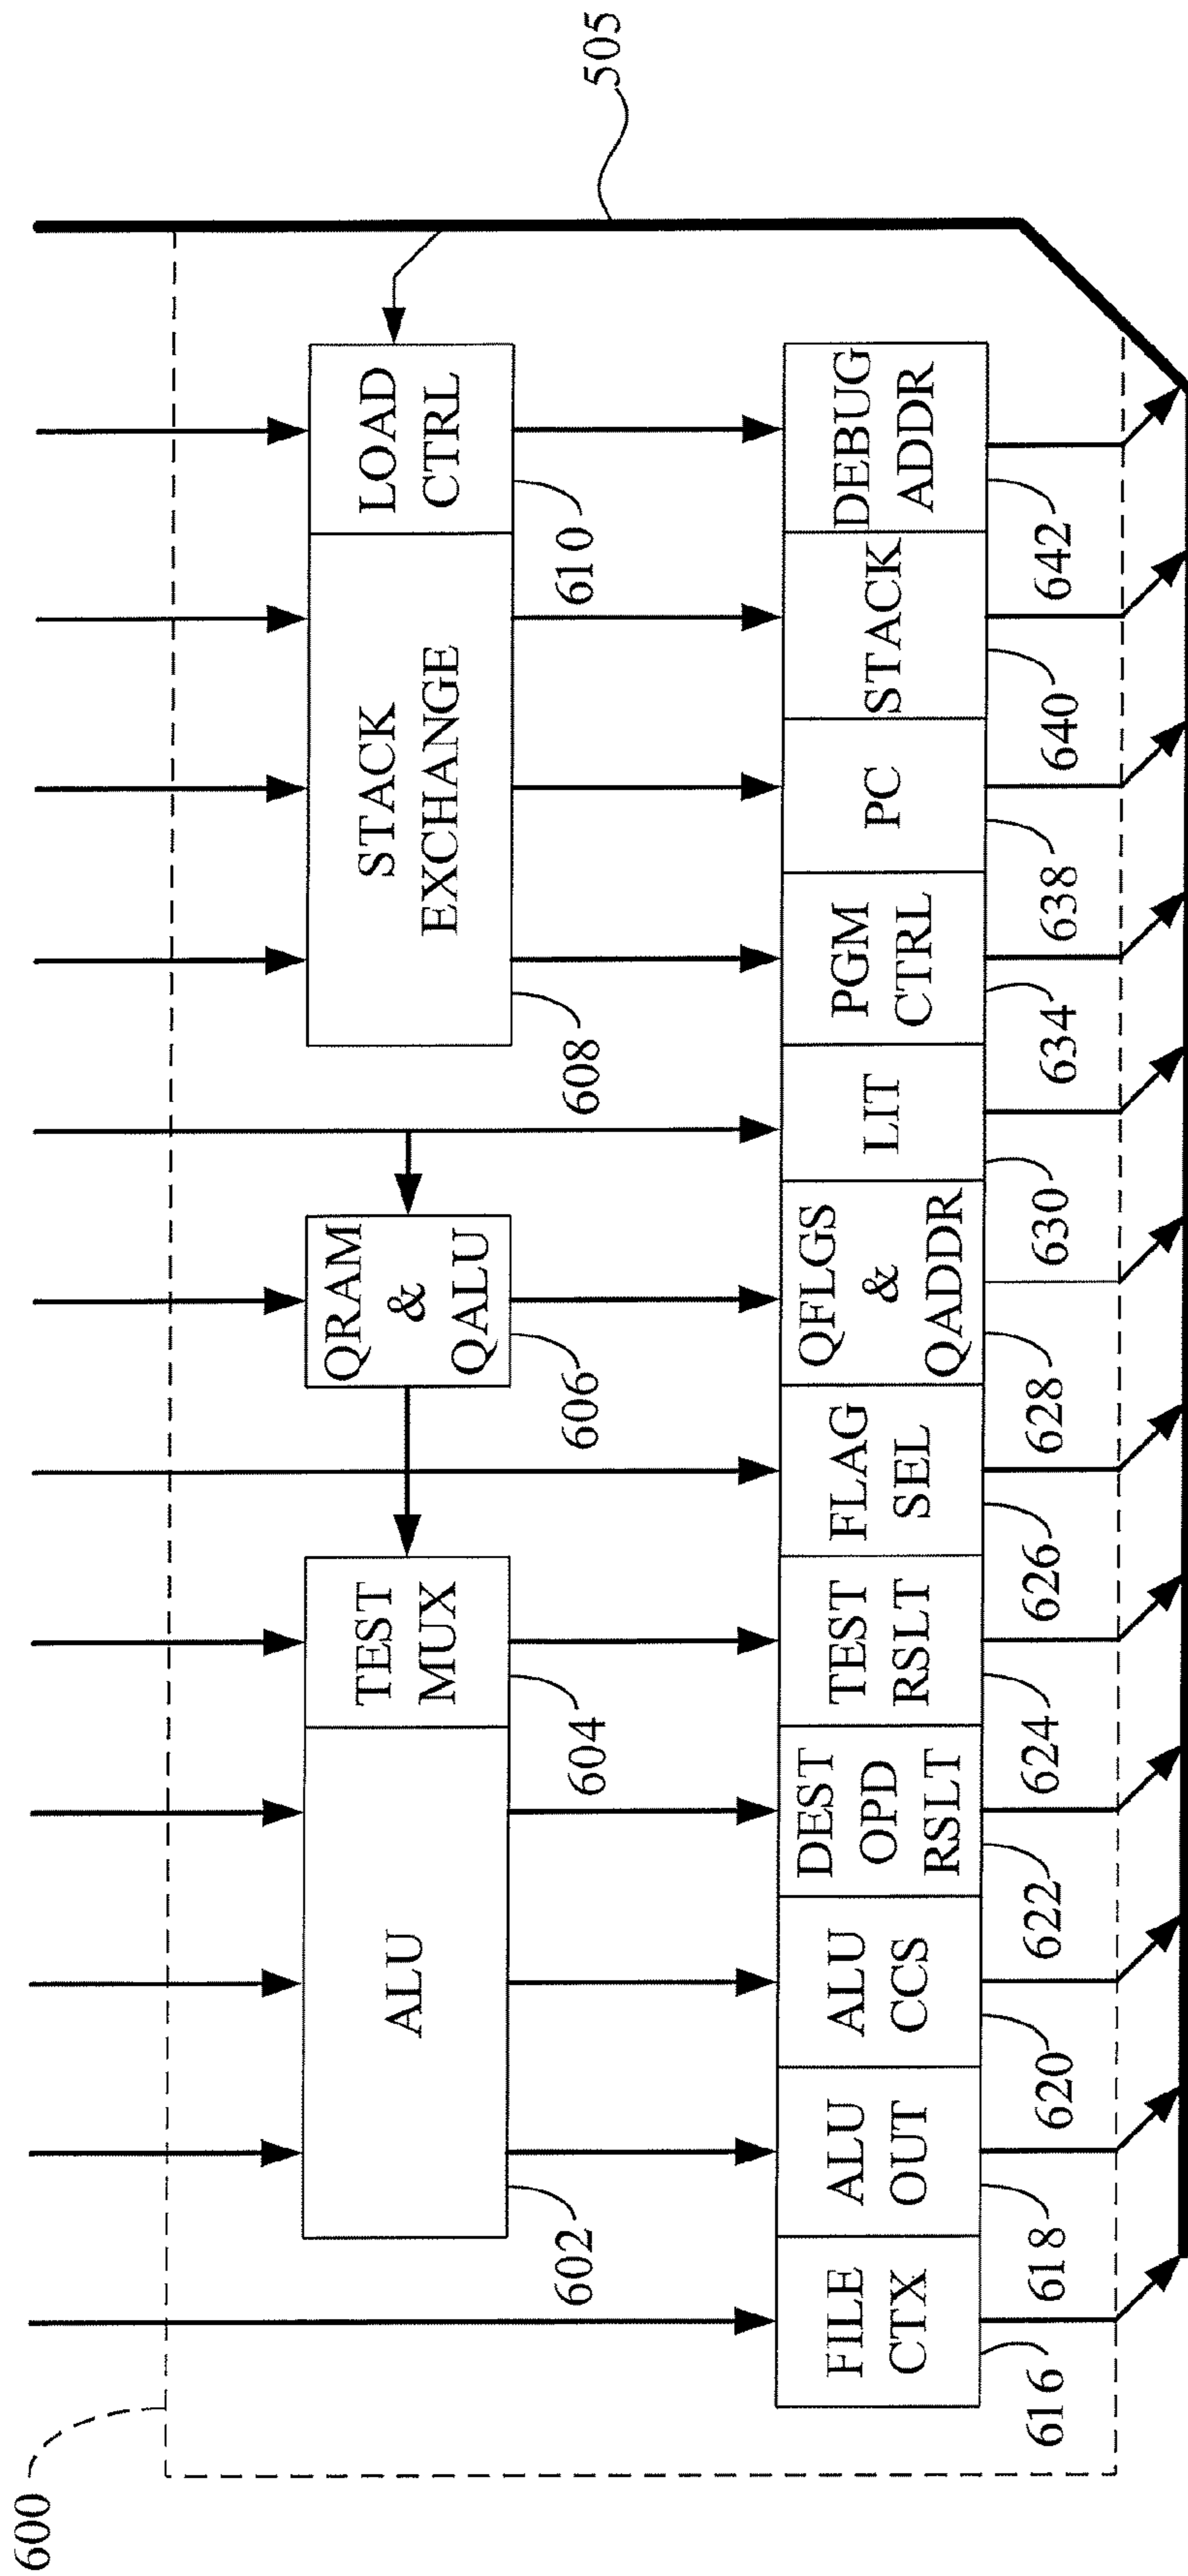 600
ALU
TEST
MUX
QRAM
&
QALU
STACK
EXCHANGE
LOAD
CTRL
505
602
604
606
608
610
FILE
CTX
ALU
OUT
ALU
CCS
DEST
OPD
RSLT
TEST
RSLT
FLAG
SEL
QFLGS
&
QADDR
LIT
PGM
CTRL
PC
STACK
DEBUG
ADDR
616
618
620
622
624
626
628
630
634
638
640
642